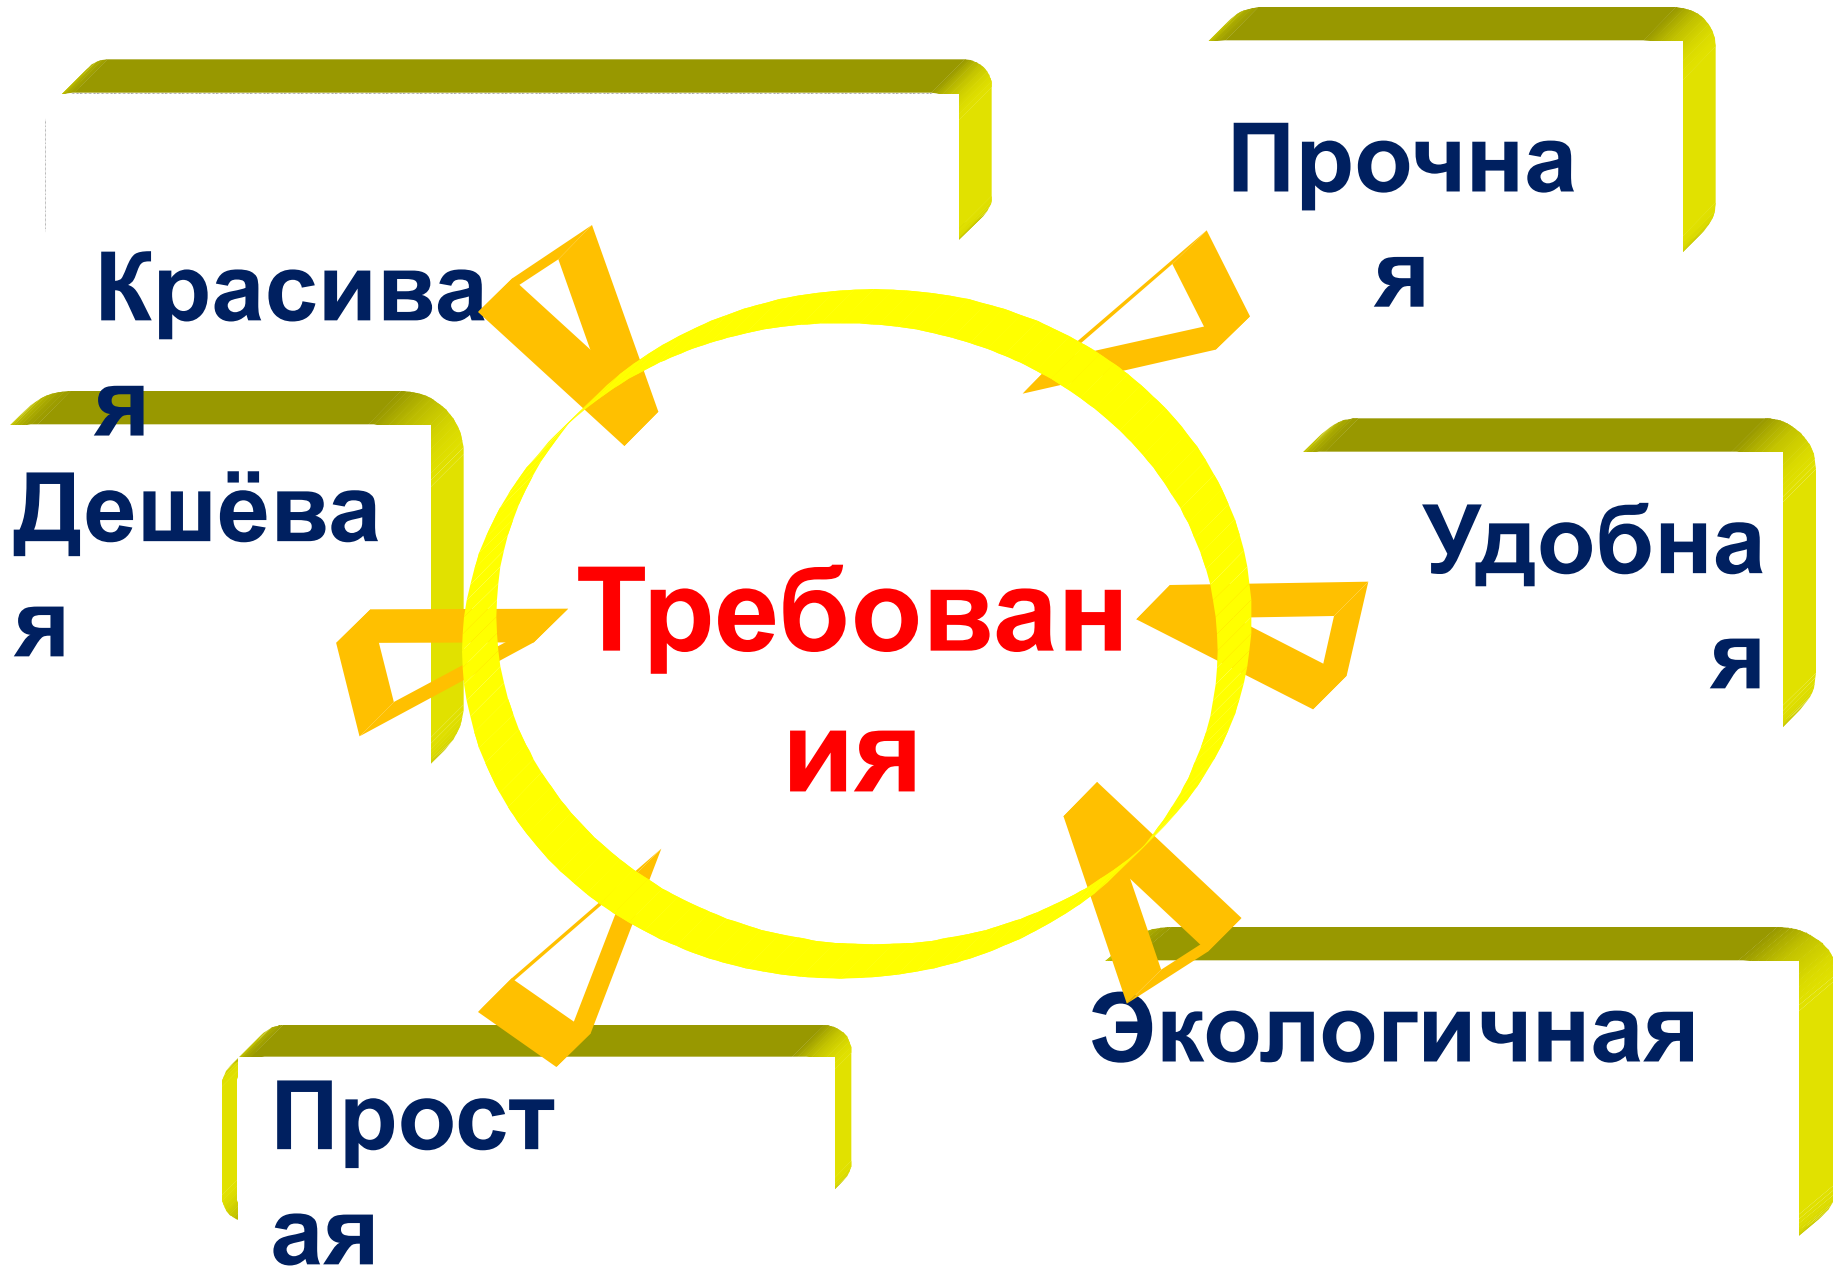 Прочна
я
Красива
я
Дешёва
я
Удобна
я
Требован
ия
Экологичная
Прост
ая